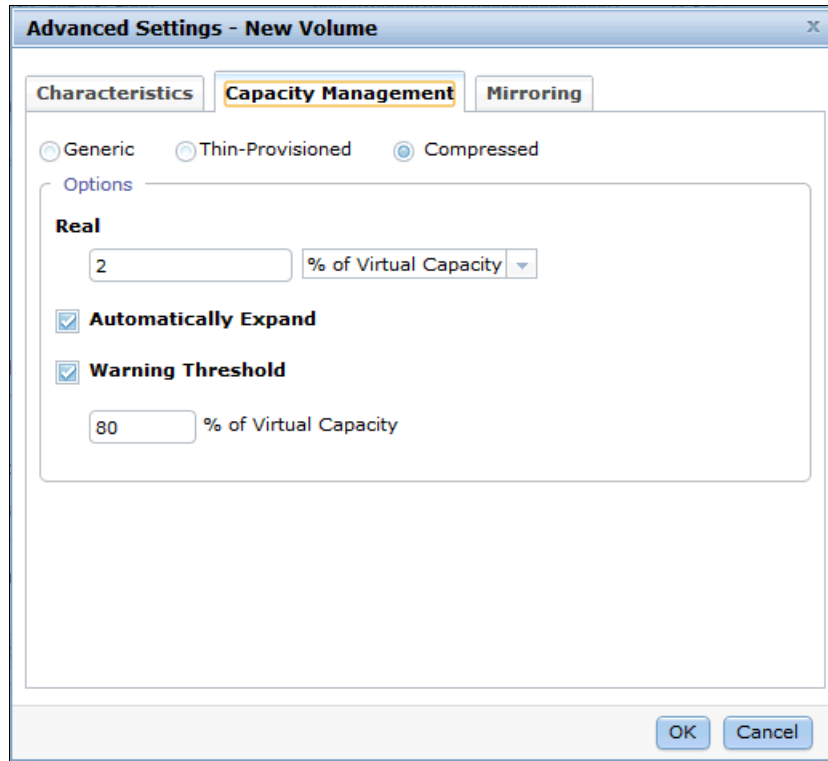 Advanced Settings - New Volume x
Characteristics Capacity Management Mirroring
Generic Thin-Provisioned Compressed
Options
Real
2 % of Virtual Capacity
Automatically Expand
Warning Threshold
80 % of Virtual Capacity
OK Cancel